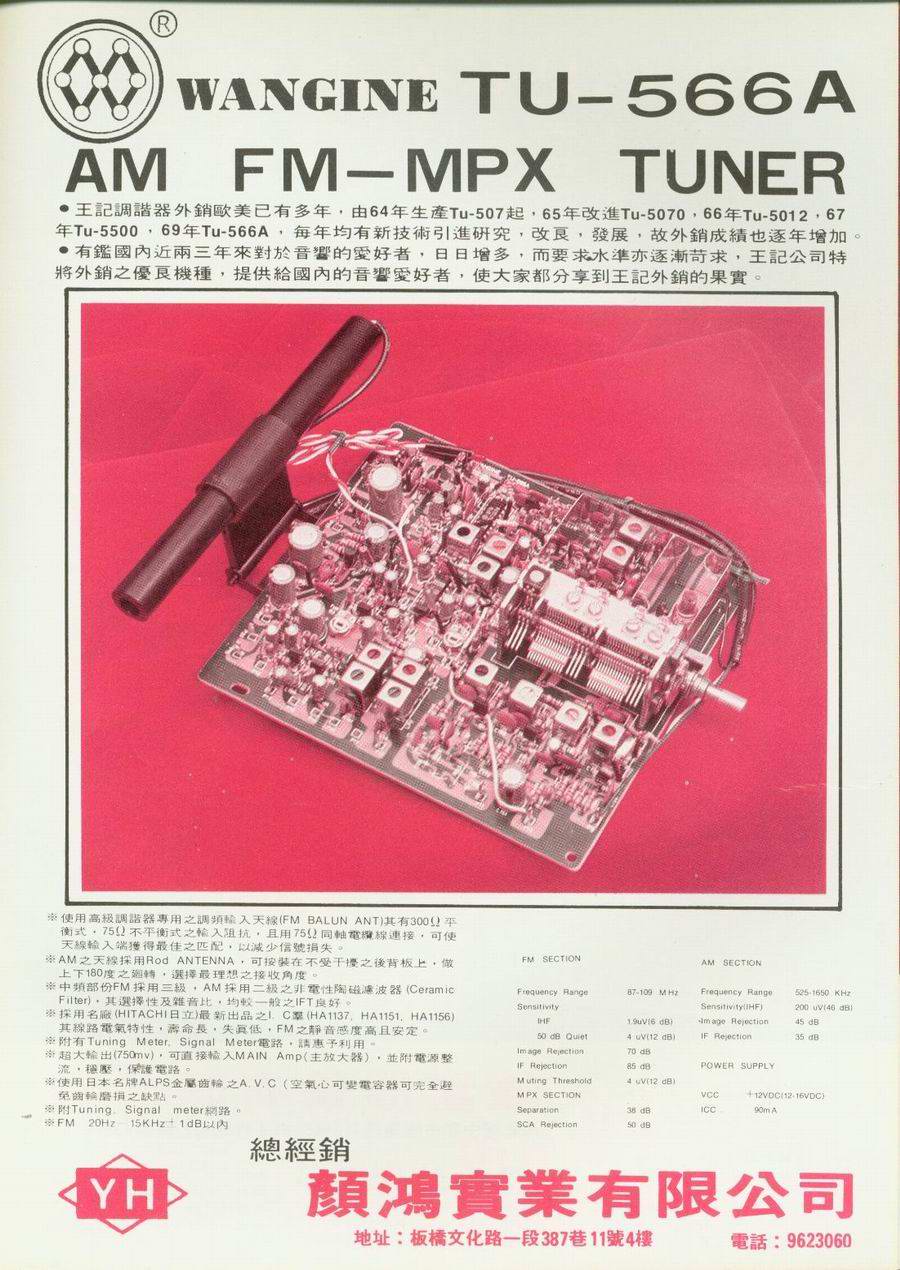 ®
WANGINE TU-566A
AM FM-MPX TUNER
●王記調諧器外銷歐美已有多年，由64年生產Tu-507起，65年改進Tu-5070，66年Tu-5012，67
年Tu-5500，69年Tu-566A，每年均有新技術引進研究，改良，發展，故外銷成績也逐年增加。
●有鑑國內近兩三年來對於音響的愛好者，日日增多，而要求水準亦逐漸苛求，王記公司特
將外銷之優良機種，提供給國內的音響愛好者，使大家都分享到王記外銷的果實。
WANGINE TU-566A
※使用高級調諧器專用之調頻輸入天線(FM BALUN ANT)其有300Ω平
衡式，75Ω不平衡式之輸入阻抗，且用75Ω同軸電纜線連接，可使
天線輸入端獲得最佳之匹配，以減少信號損失。
※AM之天線採用Rod ANTENNA，可按裝在不受干擾之後背板上，做
上下180度之廻轉，選擇最理想之接收角度。
※中頻部份FM採用三級，AM採用二級之非電性陶磁濾波器 (Ceramic
Filter)，其選擇性及雜音比，均較一般之IFT良好。
※採用名廠(HITACHI日立)最新出品之I. C羣(HA1137, HA1151, HA1156)
其線路電氣特性，壽命長，失眞低，FM之靜音感度高且安定。
※附有Tuning Meter, Signal Meter電路，請惠予利用。
※超大輸出(750mv)，可直接輸入MAIN Amp(主放大器)，並附電源整
流，穩壓，保護電路。
※使用日本名牌ALPS金屬齒輪之A.V.C（空氣心可變電容器可完全避
免齒輪磨損之缺點。
※附Tuning. Signal meter網路。
※FM 20Hz-15KHz±1dB以內
FM SECTION
Frequency Range 87-109 MHz
Sensitivity
IHF 1.9uV(6 dB)
50 dB Quiet 4 uV(12 dB)
Image Rejection 70 dB
IF Rejection 85 dB
Muting Threshold 4 uV(12 dB)
MPX SECTION
Separation 38 dB
SCA Rejection 50 dB
AM SECTION
Frequency Range 525-1650 KHz
Sensitivity(IHF) 200 uV(46 dB)
Image Rejection 45 dB
IF Rejection 35 dB
POWER SUPPLY
VCC +12VDC(12-16VDC)
ICC 90mA
總經銷
YH 顏鴻實業有限公司
地址：板橋文化路一段387巷11號4樓 電話：9623060